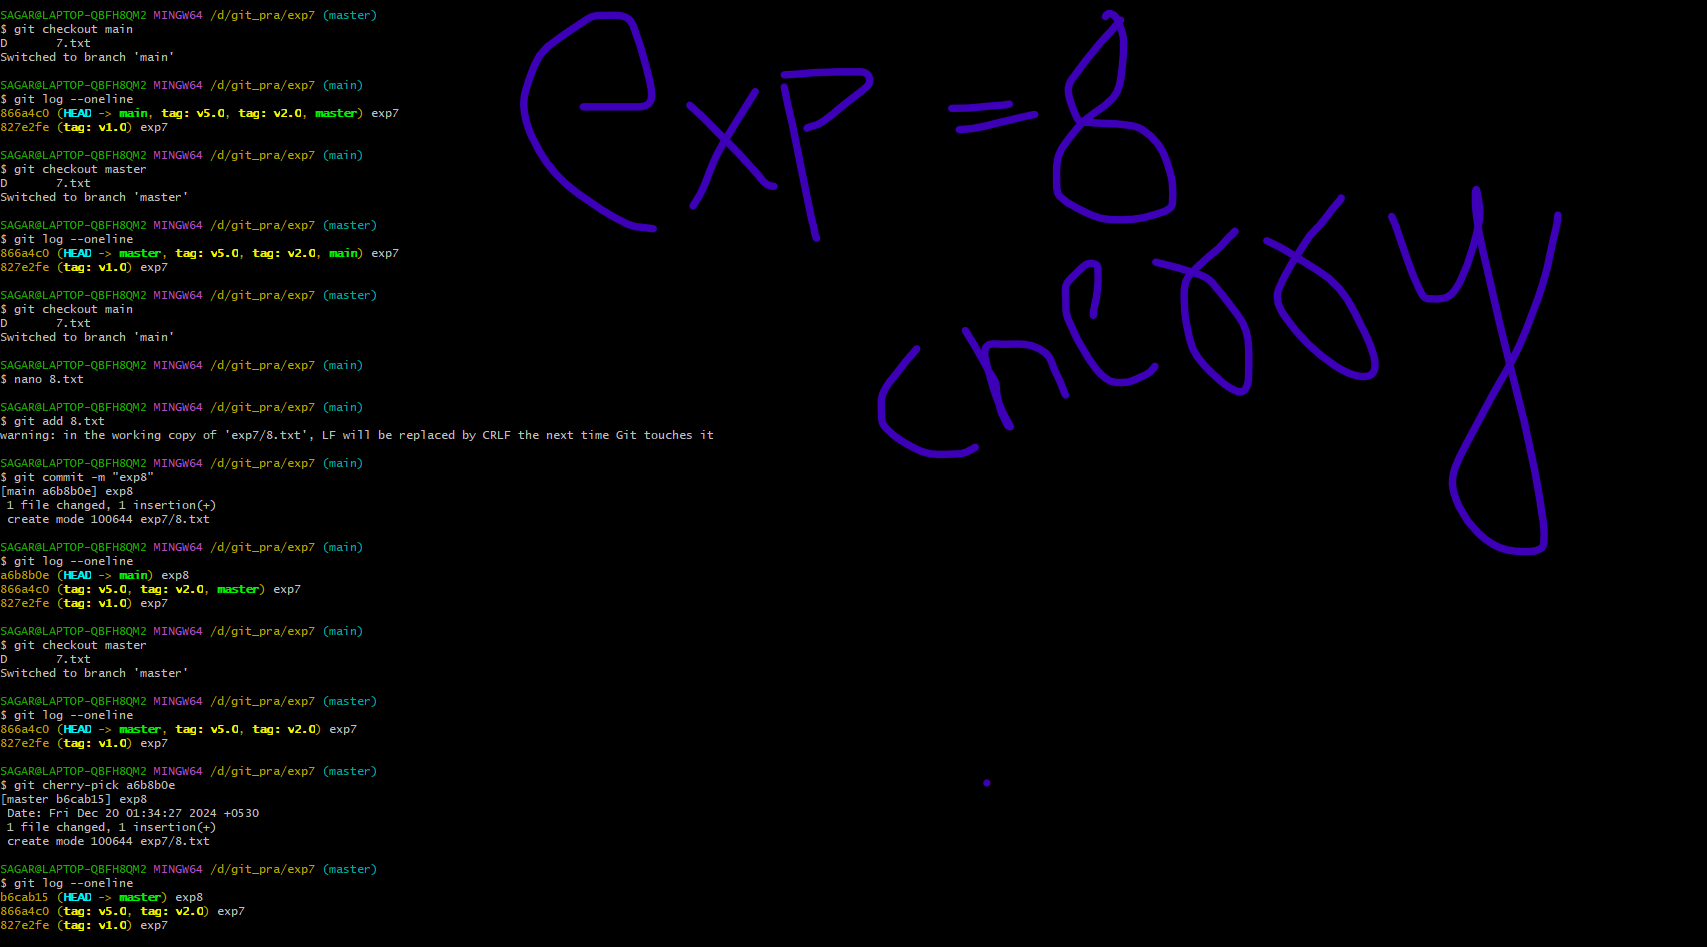 SAGAR@LAPTOP-QBFH8QM2 MINGW64 /d/git_pra/exp7 (master)
$ git checkout main
D       7.txt
Switched to branch 'main'

SAGAR@LAPTOP-QBFH8QM2 MINGW64 /d/git_pra/exp7 (main)
$ git log --oneline
866a4c0 (HEAD -> main, tag: v5.0, tag: v2.0, master) exp7
827e2fe (tag: v1.0) exp7

SAGAR@LAPTOP-QBFH8QM2 MINGW64 /d/git_pra/exp7 (main)
$ git checkout master
D       7.txt
Switched to branch 'master'

SAGAR@LAPTOP-QBFH8QM2 MINGW64 /d/git_pra/exp7 (master)
$ git log --oneline
866a4c0 (HEAD -> master, tag: v5.0, tag: v2.0, main) exp7
827e2fe (tag: v1.0) exp7

SAGAR@LAPTOP-QBFH8QM2 MINGW64 /d/git_pra/exp7 (master)
$ git checkout main
D       7.txt
Switched to branch 'main'

SAGAR@LAPTOP-QBFH8QM2 MINGW64 /d/git_pra/exp7 (main)
$ nano 8.txt

SAGAR@LAPTOP-QBFH8QM2 MINGW64 /d/git_pra/exp7 (main)
$ git add 8.txt
warning: in the working copy of 'exp7/8.txt', LF will be replaced by CRLF the next time Git touches it

SAGAR@LAPTOP-QBFH8QM2 MINGW64 /d/git_pra/exp7 (main)
$ git commit -m "exp8"
[main a6b8b0e] exp8
 1 file changed, 1 insertion(+)
 create mode 100644 exp7/8.txt

SAGAR@LAPTOP-QBFH8QM2 MINGW64 /d/git_pra/exp7 (main)
$ git log --oneline
a6b8b0e (HEAD -> main) exp8
866a4c0 (tag: v5.0, tag: v2.0, master) exp7
827e2fe (tag: v1.0) exp7

SAGAR@LAPTOP-QBFH8QM2 MINGW64 /d/git_pra/exp7 (main)
$ git checkout master
D       7.txt
Switched to branch 'master'

SAGAR@LAPTOP-QBFH8QM2 MINGW64 /d/git_pra/exp7 (master)
$ git log --oneline
866a4c0 (HEAD -> master, tag: v5.0, tag: v2.0) exp7
827e2fe (tag: v1.0) exp7

SAGAR@LAPTOP-QBFH8QM2 MINGW64 /d/git_pra/exp7 (master)
$ git cherry-pick a6b8b0e
[master b6cab15] exp8
 Date: Fri Dec 20 01:34:27 2024 +0530
 1 file changed, 1 insertion(+)
 create mode 100644 exp7/8.txt

SAGAR@LAPTOP-QBFH8QM2 MINGW64 /d/git_pra/exp7 (master)
$ git log --oneline
b6cab15 (HEAD -> master) exp8
866a4c0 (tag: v5.0, tag: v2.0) exp7
827e2fe (tag: v1.0) exp7

exp = 8
cherry